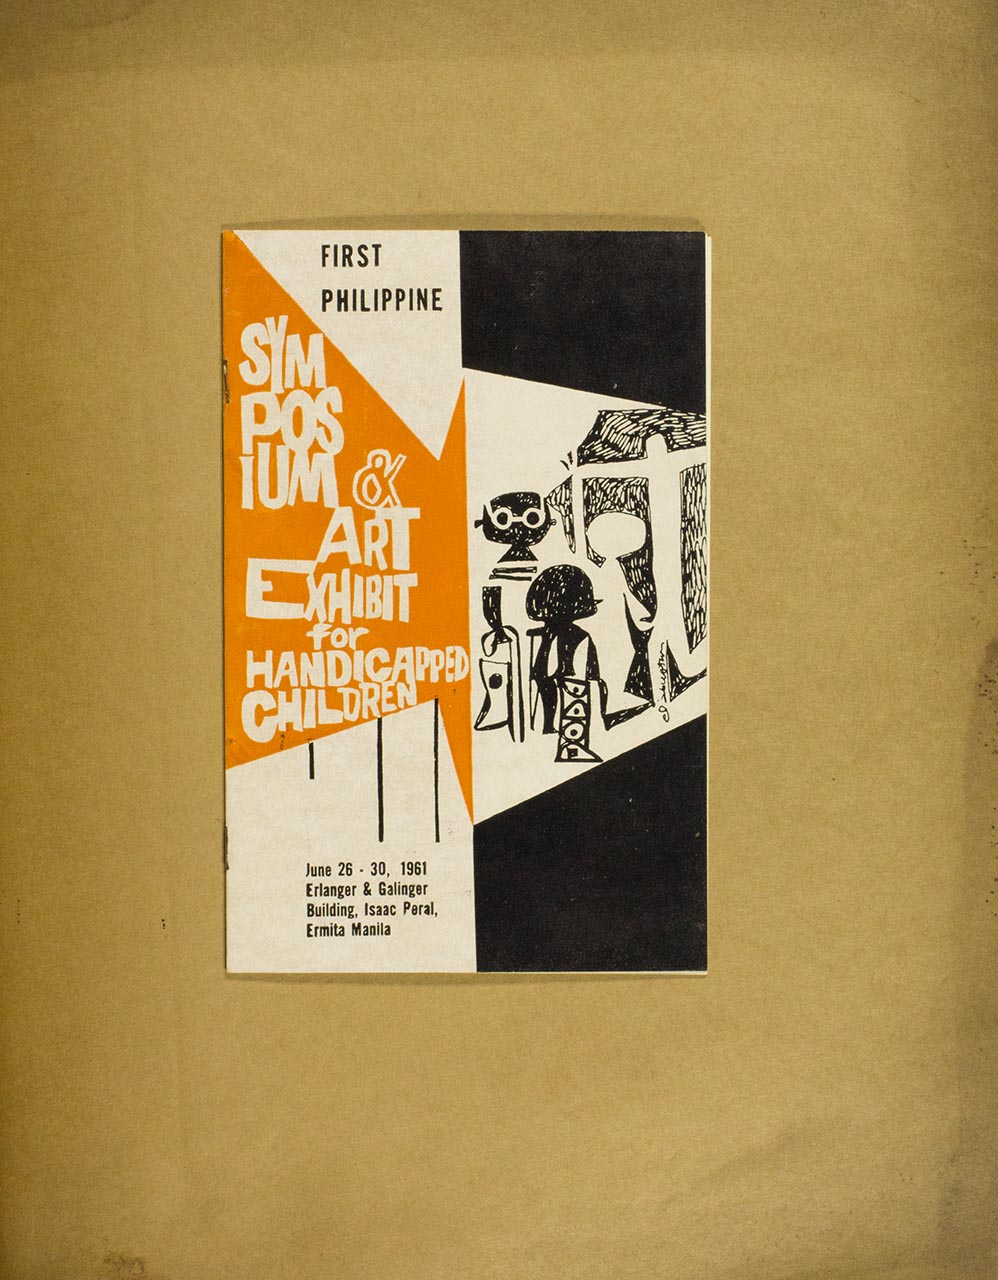 FIRST
PHILIPPINE
SYM
POS
IUM &
ART
EXHIBIT
for
HANDICAPPED
CHILDREN
June 26 - 30, 1961
Erlanger & Galinger
Building, Isaac Peral,
Ermita Manila